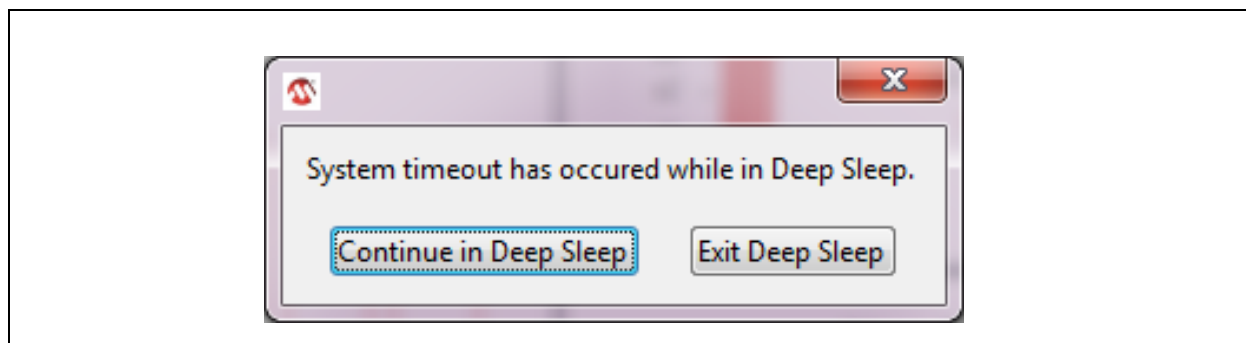 System timeout has occured while in Deep Sleep.
Continue in Deep Sleep Exit Deep Sleep